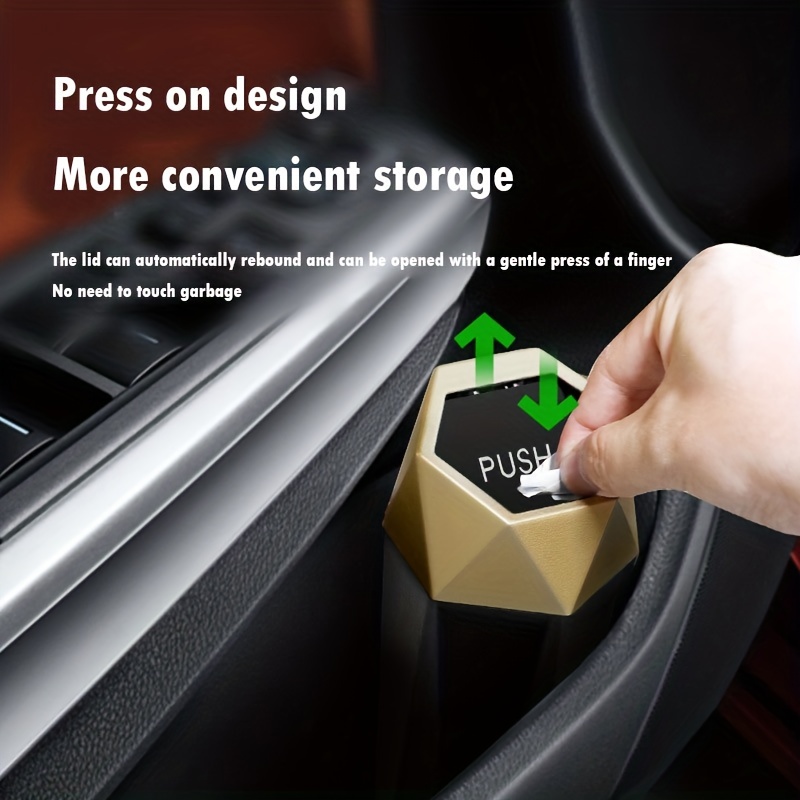 Press on design
More convenient storage
The lid can automatically rebound and can be opened with a gentle press of a finger
No need to touch garbage
PUSH